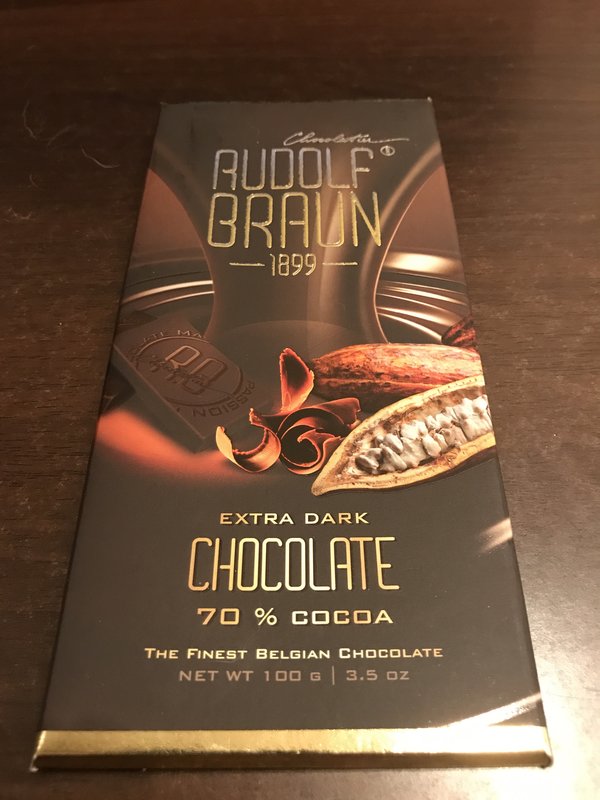 Chocolatier
RUDOLF
BRAUN
1899
PASSION
EXTRA DARK
CHOCOLATE
70 % COCOA
THE FINEST BELGIAN CHOCOLATE
NET WT 100 G | 3.5 OZ